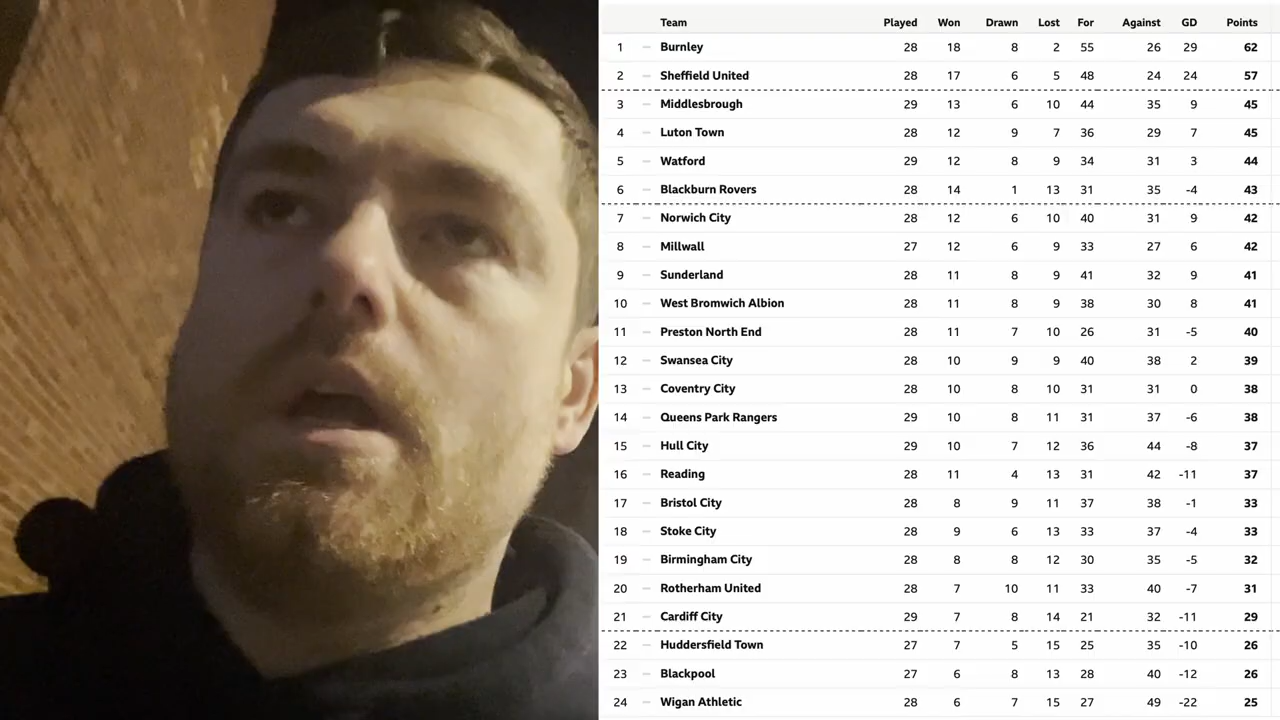 Team Played Won Drawn Lost For Against GD Points
1 – Burnley 28 18 8 2 55 26 29 62
2 – Sheffield United 28 17 6 5 48 24 24 57
3 – Middlesbrough 29 13 6 10 44 35 9 45
4 – Luton Town 28 12 9 7 36 29 7 45
5 – Watford 29 12 8 9 34 31 3 44
6 – Blackburn Rovers 28 14 1 13 31 35 -4 43
7 – Norwich City 28 12 6 10 40 31 9 42
8 – Millwall 27 12 6 9 33 27 6 42
9 – Sunderland 28 11 8 9 41 32 9 41
10 – West Bromwich Albion 28 11 8 9 38 30 8 41
11 – Preston North End 28 11 7 10 26 31 -5 40
12 – Swansea City 28 10 9 9 40 38 2 39
13 – Coventry City 28 10 8 10 31 31 0 38
14 – Queens Park Rangers 29 10 8 11 31 37 -6 38
15 – Hull City 29 10 7 12 36 44 -8 37
16 – Reading 28 11 4 13 31 42 -11 37
17 – Bristol City 28 8 9 11 37 38 -1 33
18 – Stoke City 28 9 6 13 33 37 -4 33
19 – Birmingham City 28 8 8 12 30 35 -5 32
20 – Rotherham United 28 7 10 11 33 40 -7 31
21 – Cardiff City 29 7 8 14 21 32 -11 29
22 – Huddersfield Town 27 7 5 15 25 35 -10 26
23 – Blackpool 27 6 8 13 28 40 -12 26
24 – Wigan Athletic 28 6 7 15 27 49 -22 25